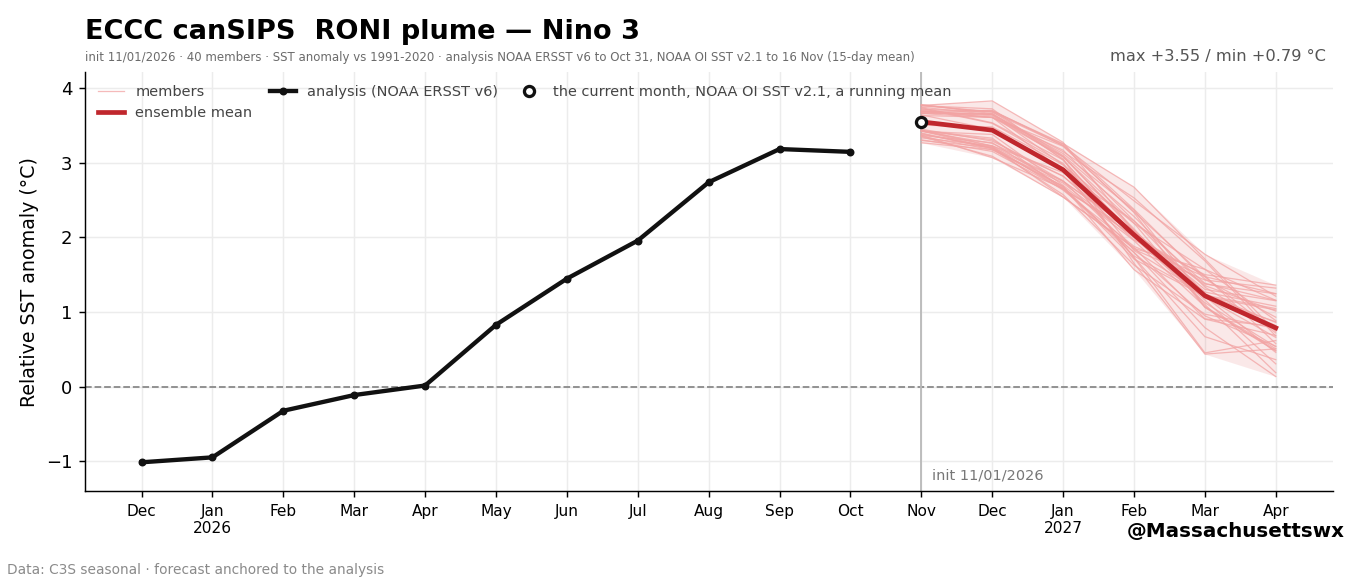 ECCC canSIPS  RONI plume — Nino 3
init 11/01/2026 · 40 members · SST anomaly vs 1991-2020 · analysis NOAA ERSST v6 to Oct 31, NOAA OI SST v2.1 to 16 Nov (15-day mean)
max +3.55 / min +0.79 °C
members
analysis (NOAA ERSST v6)
the current month, NOAA OI SST v2.1, a running mean
ensemble mean
Relative SST anomaly (°C)
4
3
2
1
0
−1
init 11/01/2026
Dec Jan Feb Mar Apr May Jun Jul Aug Sep Oct Nov Dec Jan Feb Mar Apr
2026 2027
@Massachusettswx
Data: C3S seasonal · forecast anchored to the analysis